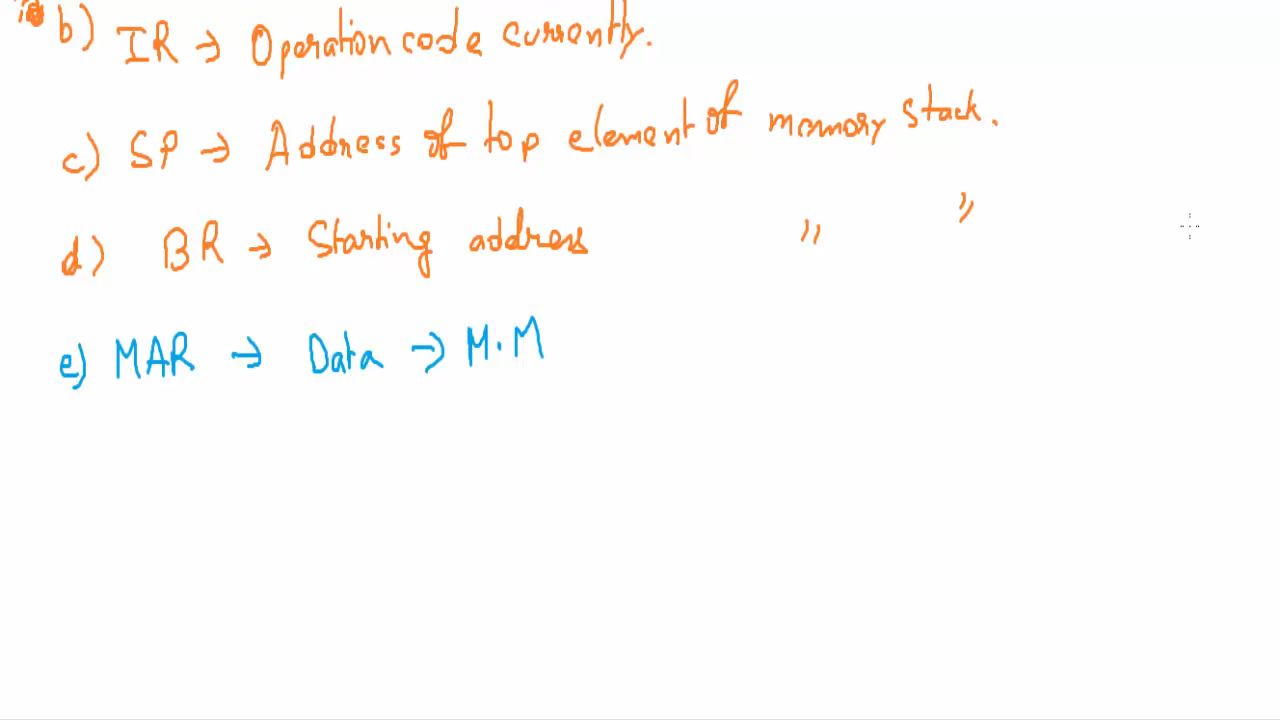 b) IR → Operation code currently.
c) SP → Address of top element of memory stack.
d) BR → Starting address " "
e) MAR → Data → M.M